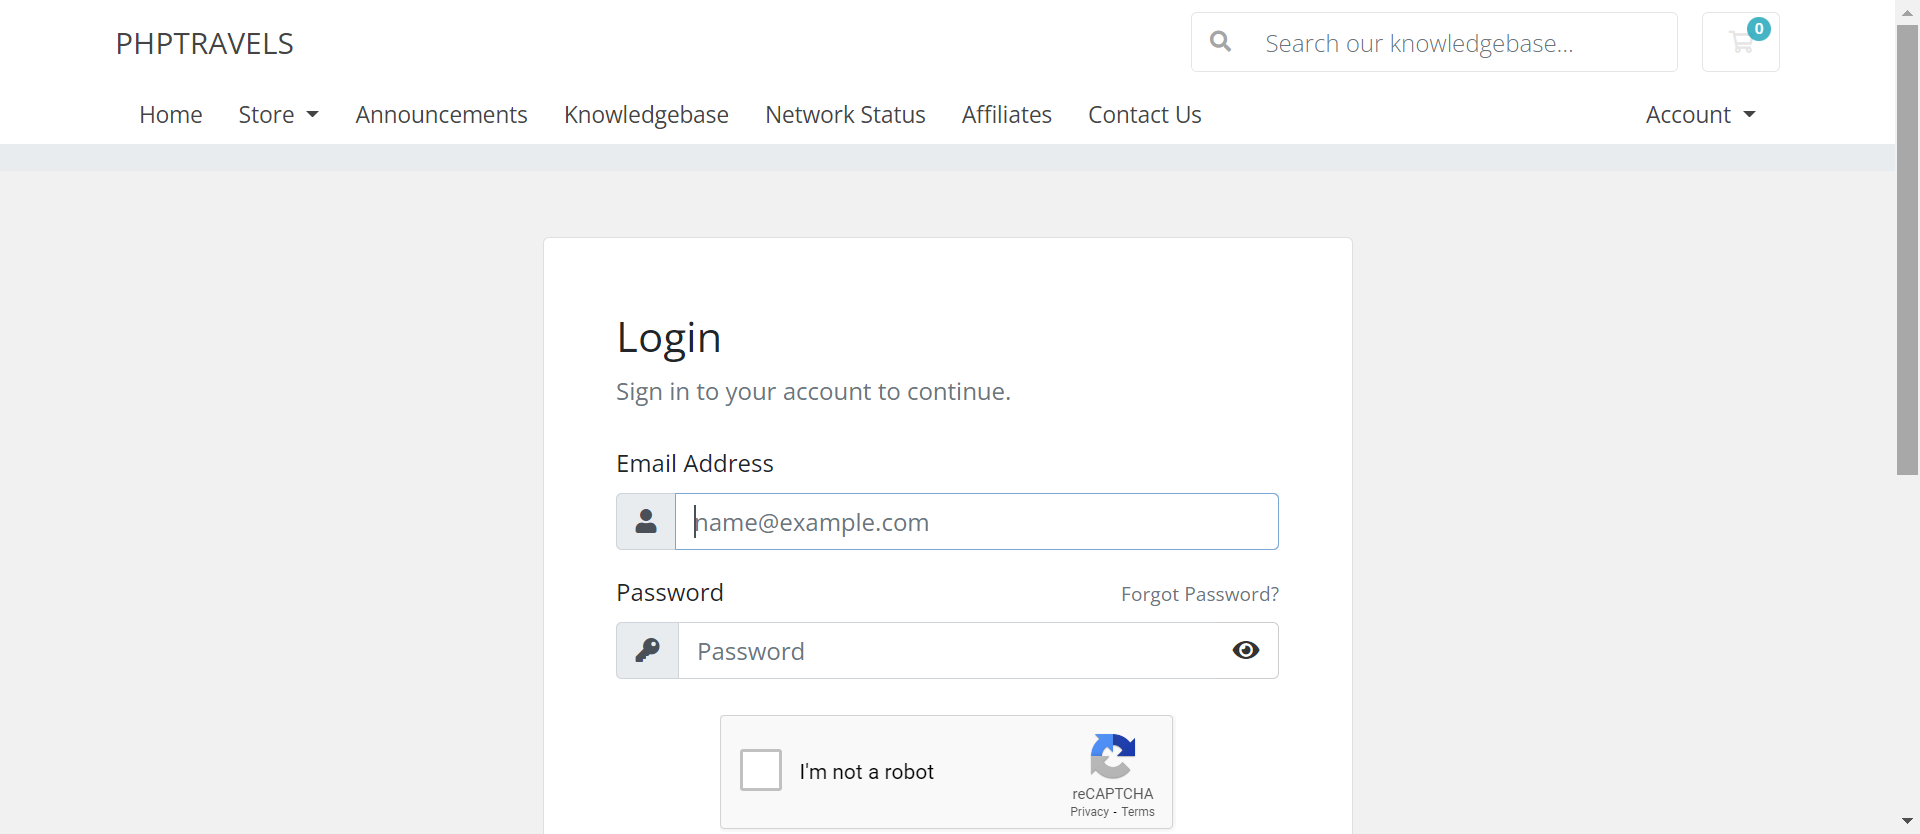 PHPTRAVELS
Search our knowledgebase...
0
Home
Store
Announcements
Knowledgebase
Network Status
Affiliates
Contact Us
Account
Login
Sign in to your account to continue.
Email Address
name@example.com
Password
Forgot Password?
Password
I'm not a robot
reCAPTCHA
Privacy - Terms